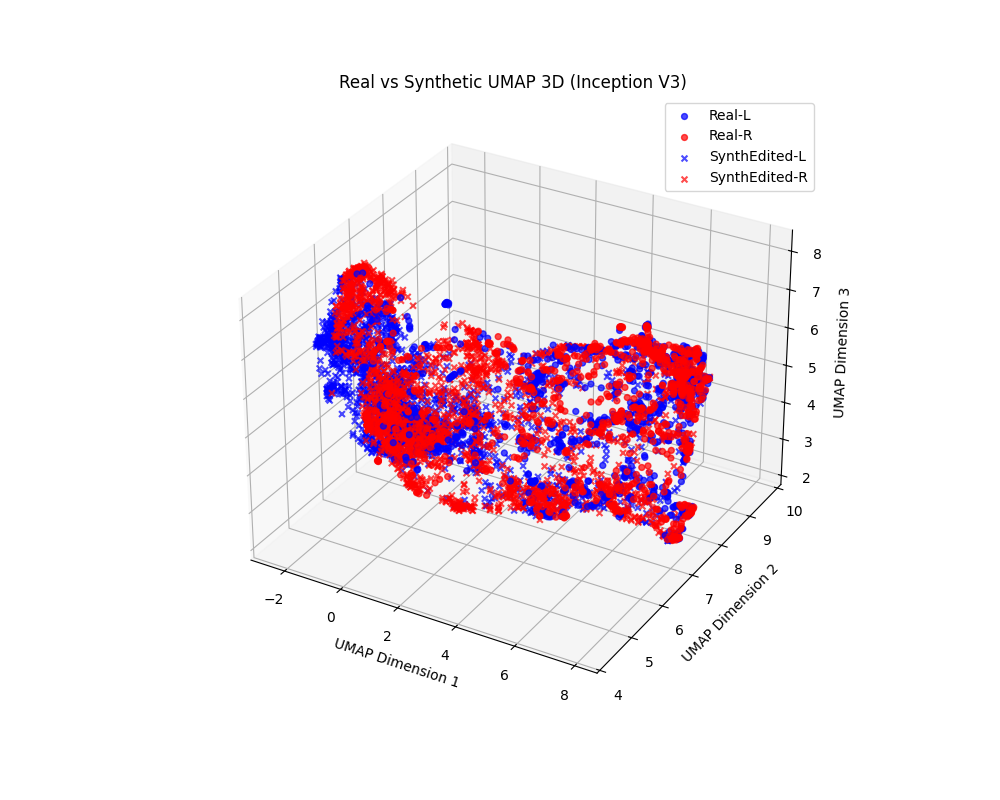 Real vs Synthetic UMAP 3D (Inception V3)
Real-L
Real-R
SynthEdited-L
SynthEdited-R
8
7
6
5
4
3
2
UMAP Dimension 3
10
9
8
7
6
5
4
UMAP Dimension 2
−2
0
2
4
6
8
UMAP Dimension 1